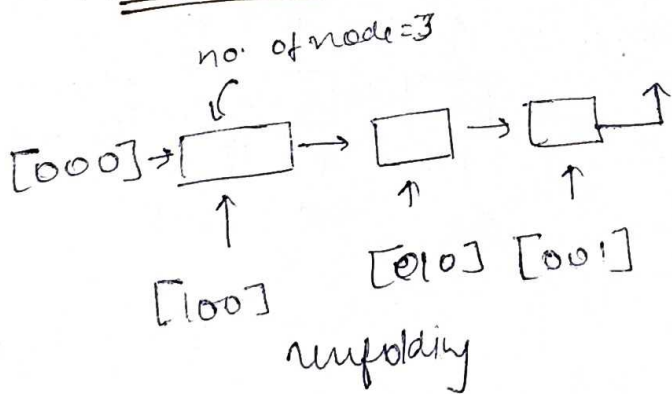 no. of node=3
[000]
[010] [001]
[100]
unfolding